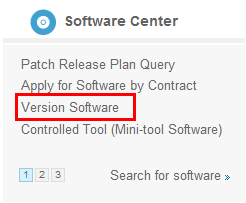 Software Center
Patch Release Plan Query
Apply for Software by Contract
Version Software
Controlled Tool (Mini-tool Software)
1 2 3 Search for software »